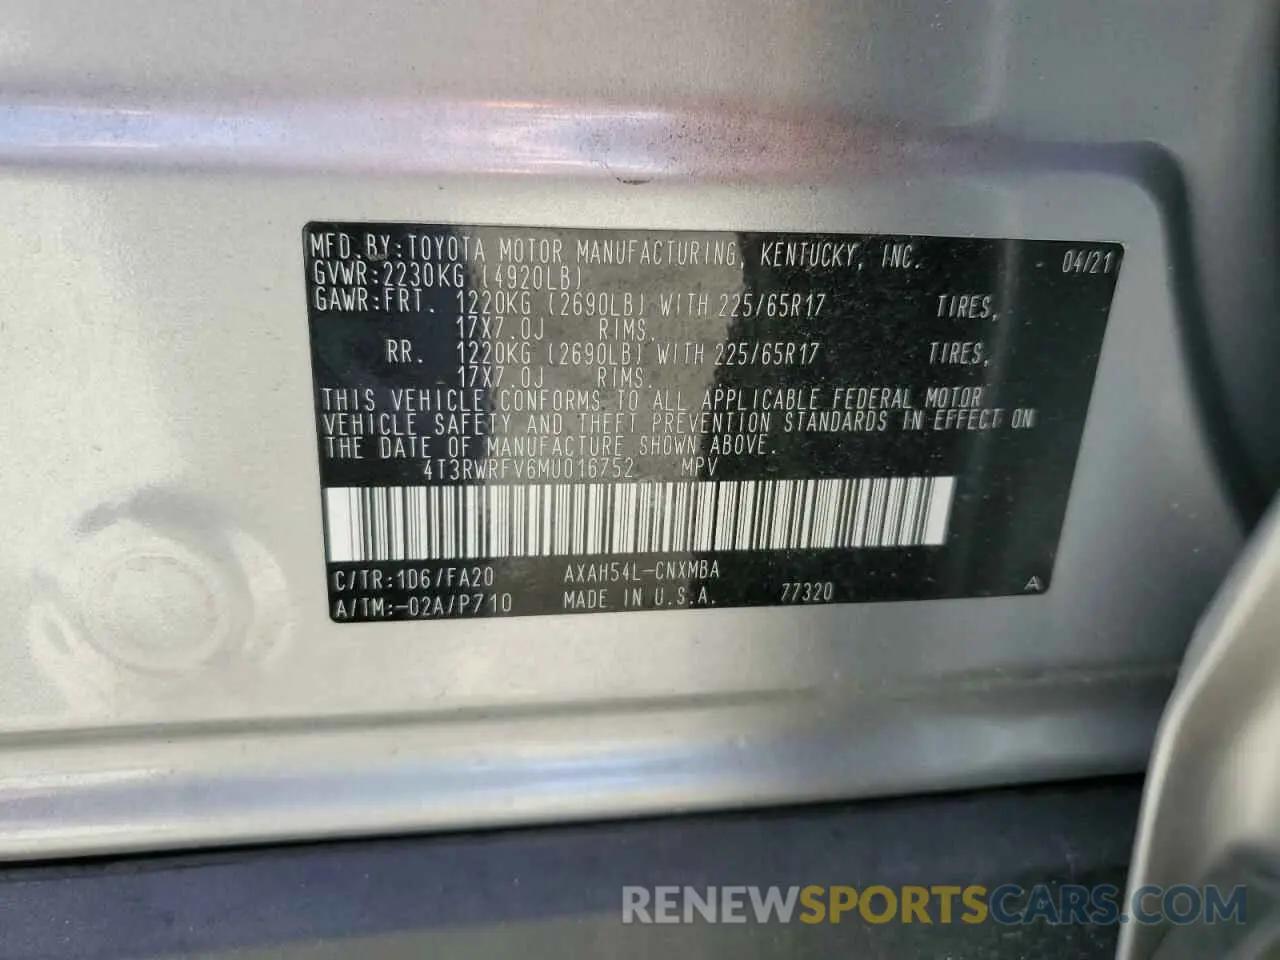 MFD. BY: TOYOTA MOTOR MANUFACTURING, KENTUCKY, INC. 04/21
GVWR: 2230KG (4920LB)
GAWR: FRT. 1220KG (2690LB) WITH 225/65R17 TIRES,
17X7.0J RIMS.
RR. 1220KG (2690LB) WITH 225/65R17 TIRES,
17X7.0J RIMS.
THIS VEHICLE CONFORMS TO ALL APPLICABLE FEDERAL MOTOR
VEHICLE SAFETY AND THEFT PREVENTION STANDARDS IN EFFECT ON
THE DATE OF MANUFACTURE SHOWN ABOVE.
4T3RWRFV6MU016752 MPV
C/TR: 1D6/FA20 AXAH54L-CNXMBA
A/TM: -02A/P710 MADE IN U.S.A. 77320 A
RENEWSPORTSCARS.COM